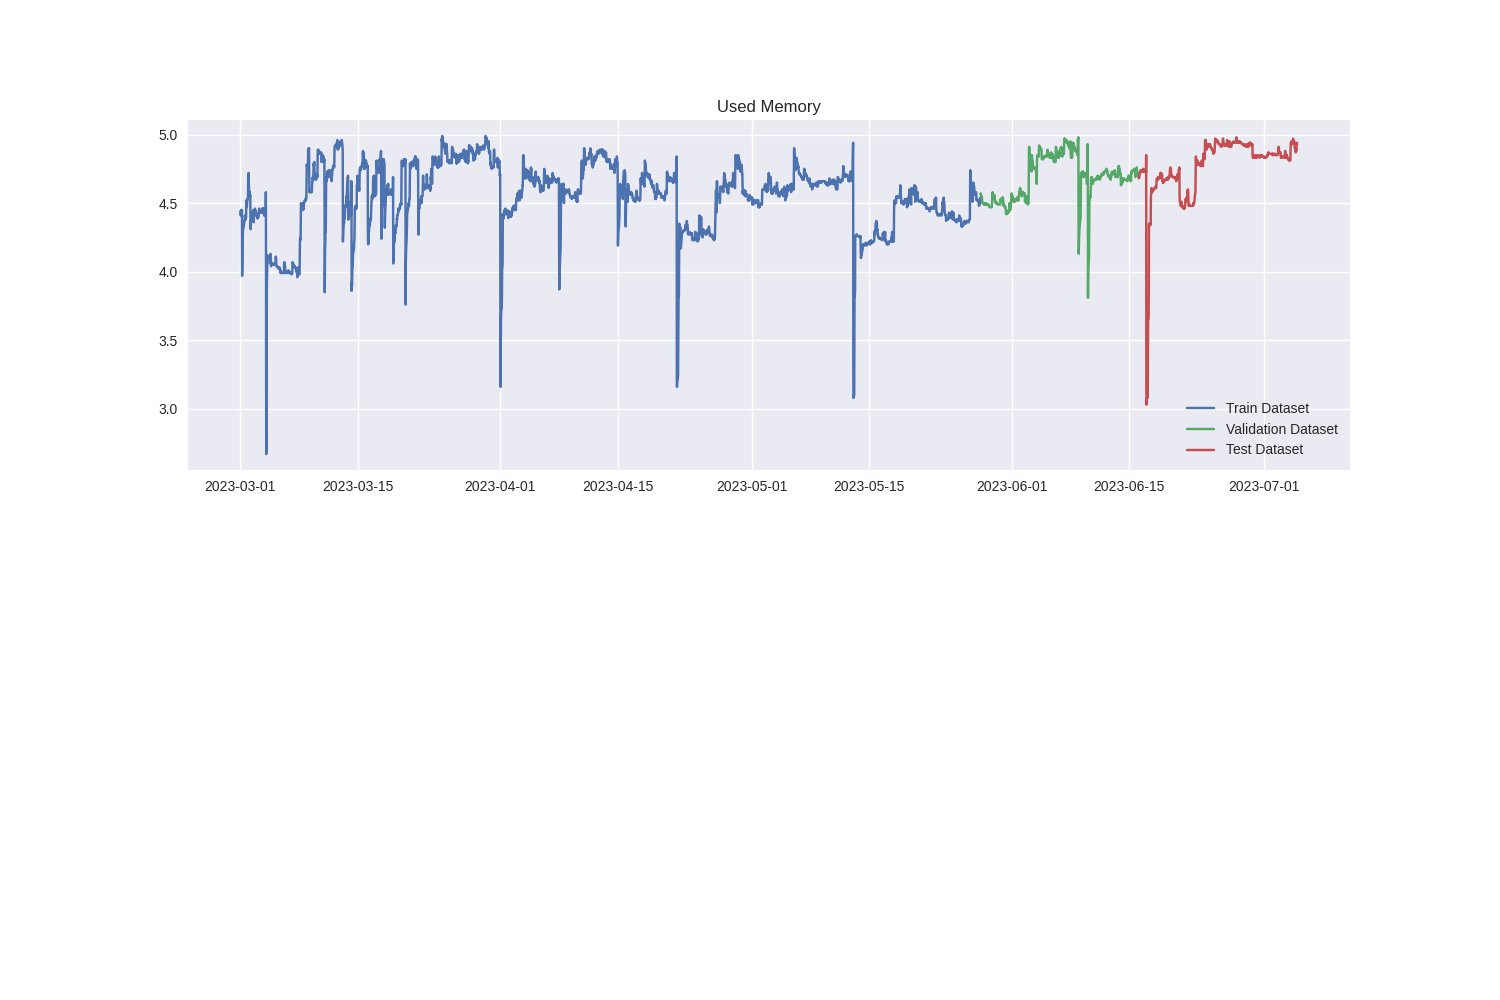 Used Memory
5.0
4.5
4.0
3.5
3.0
Train Dataset
Validation Dataset
Test Dataset
2023-03-01 2023-03-15 2023-04-01 2023-04-15 2023-05-01 2023-05-15 2023-06-01 2023-06-15 2023-07-01